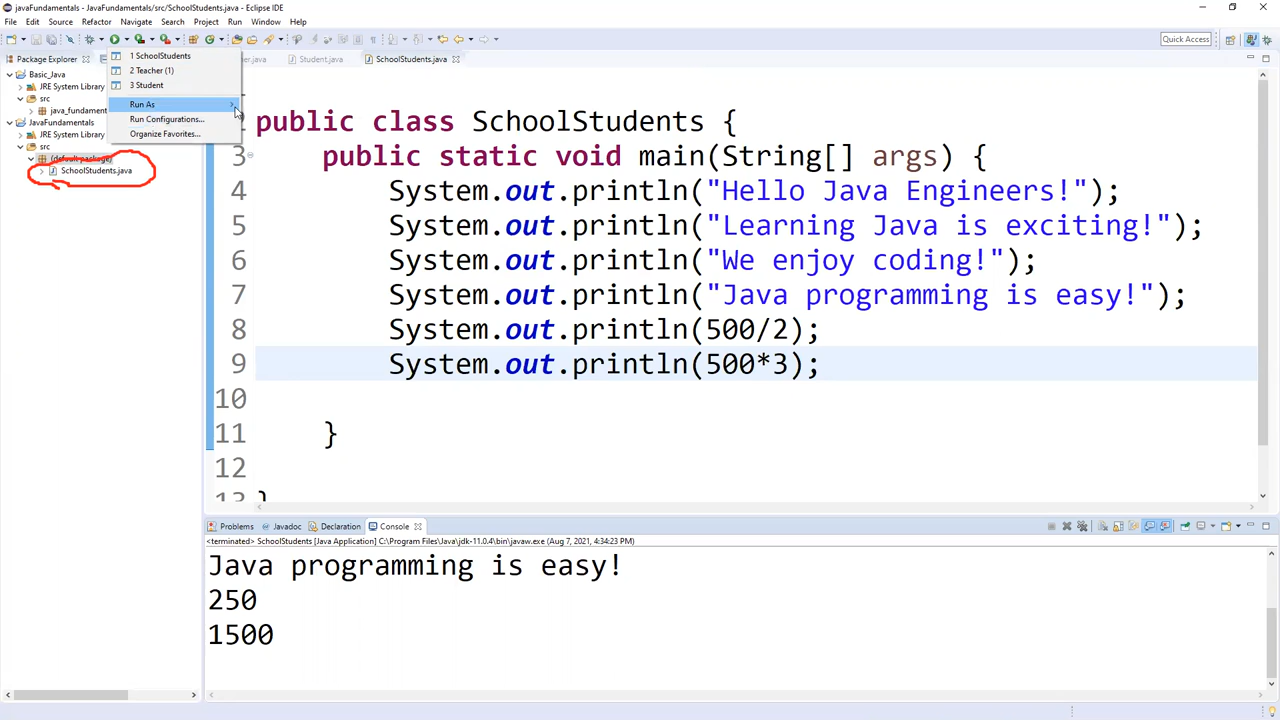 javaFundamentals - JavaFundamentals/src/SchoolStudents.java - Eclipse IDE
File Edit Source Refactor Navigate Search Project Run Window Help
Quick Access
Package Explorer
er.java Student.java SchoolStudents.java
1 SchoolStudents
2 Teacher (1)
3 Student
Run As
Run Configurations...
Organize Favorites...
Basic_Java
JRE System Library
src
java_fundament
JavaFundamentals
JRE System Library
src
(default package)
SchoolStudents.java
public class SchoolStudents {
3 public static void main(String[] args) {
4 System.out.println("Hello Java Engineers!");
5 System.out.println("Learning Java is exciting!");
6 System.out.println("We enjoy coding!");
7 System.out.println("Java programming is easy!");
8 System.out.println(500/2);
9 System.out.println(500*3);
10
11 }
12
13 }
Problems Javadoc Declaration Console
<terminated> SchoolStudents [Java Application] C:\Program Files\Java\jdk-11.0.4\bin\javaw.exe (Aug 7, 2021, 4:34:23 PM)
Java programming is easy!
250
1500